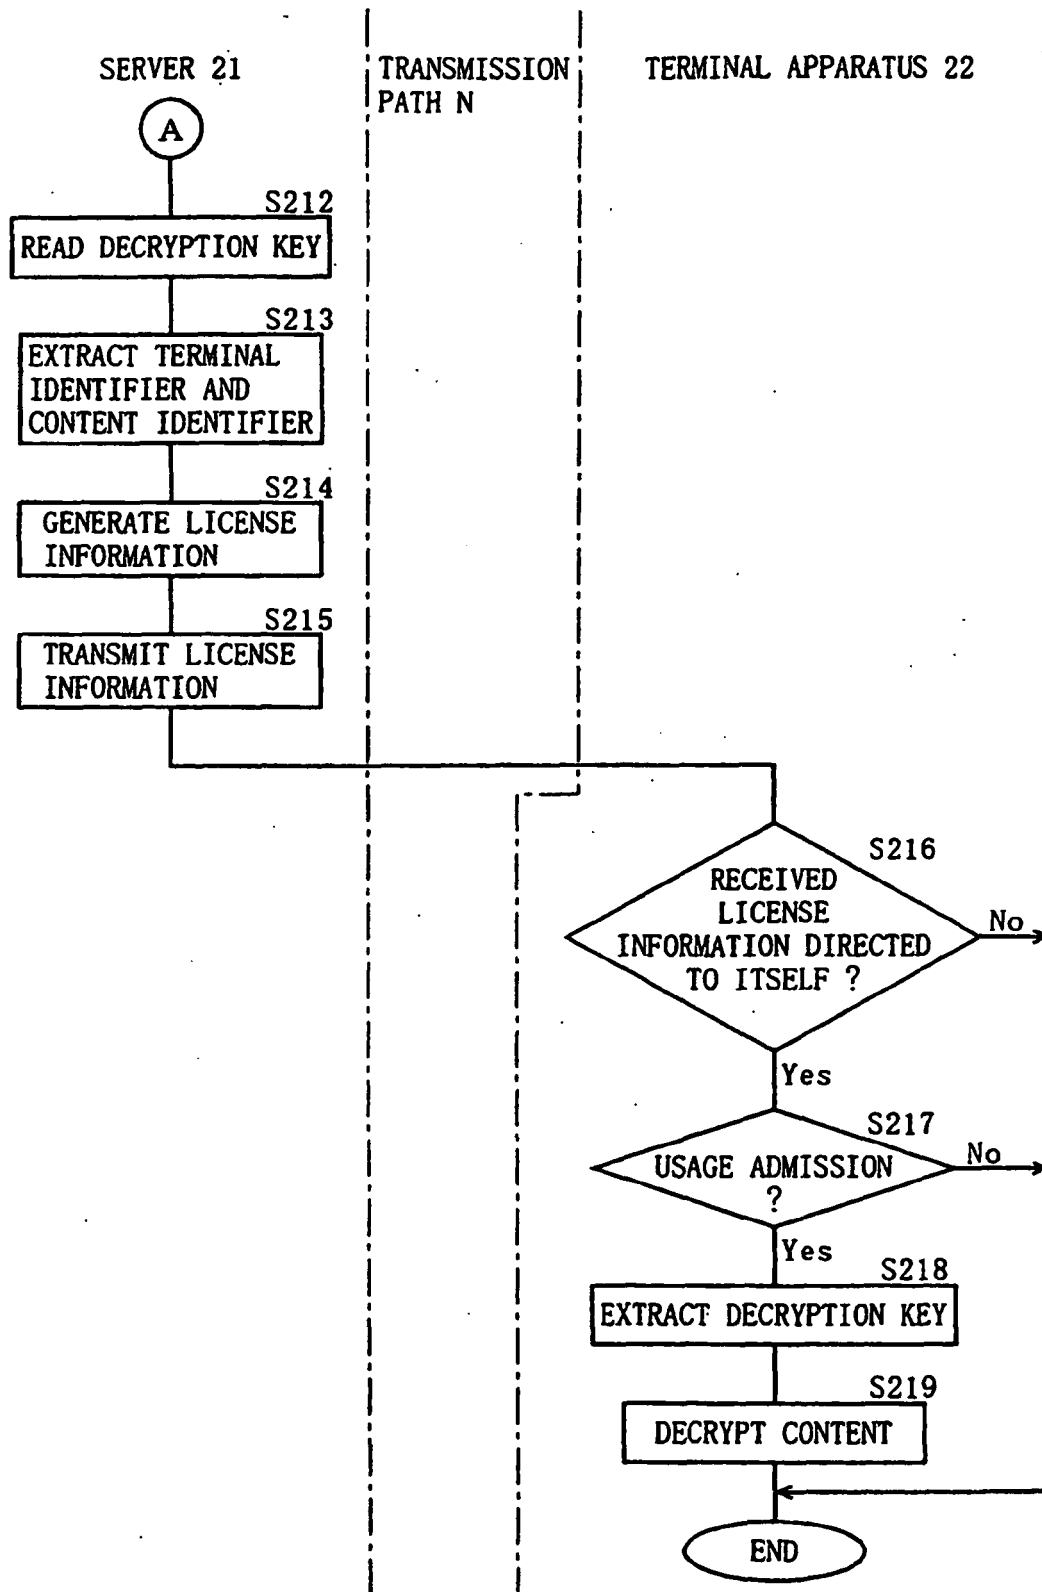 SERVER 21
TRANSMISSION
PATH N
TERMINAL APPARATUS 22
A
S212
READ DECRYPTION KEY
S213
EXTRACT TERMINAL
IDENTIFIER AND
CONTENT IDENTIFIER
S214
GENERATE LICENSE
INFORMATION
S215
TRANSMIT LICENSE
INFORMATION
S216
RECEIVED
LICENSE
INFORMATION DIRECTED
TO ITSELF ?
No
Yes
S217
USAGE ADMISSION
?
No
Yes
S218
EXTRACT DECRYPTION KEY
S219
DECRYPT CONTENT
END